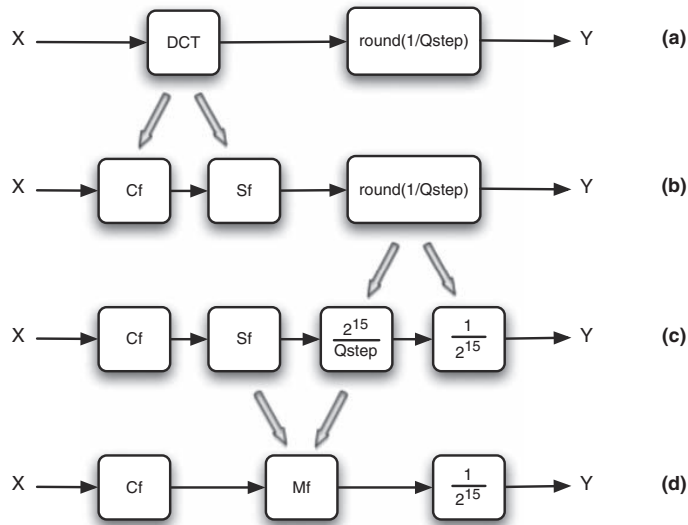 X DCT round(1/Qstep) Y (a)
X Cf Sf round(1/Qstep) Y (b)
X Cf Sf 2^15/Qstep 1/2^15 Y (c)
X Cf Mf 1/2^15 Y (d)